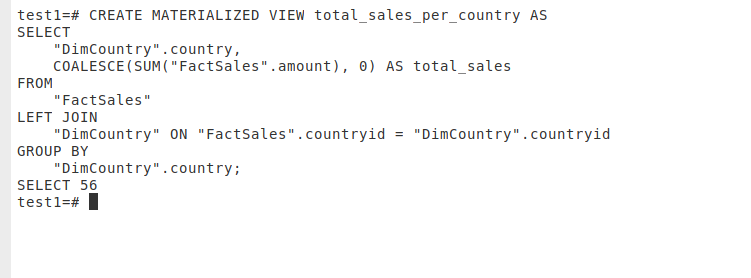 test1=# CREATE MATERIALIZED VIEW total_sales_per_country AS
SELECT
    "DimCountry".country,
    COALESCE(SUM("FactSales".amount), 0) AS total_sales
FROM
    "FactSales"
LEFT JOIN
    "DimCountry" ON "FactSales".countryid = "DimCountry".countryid
GROUP BY
    "DimCountry".country;
SELECT 56
test1=#